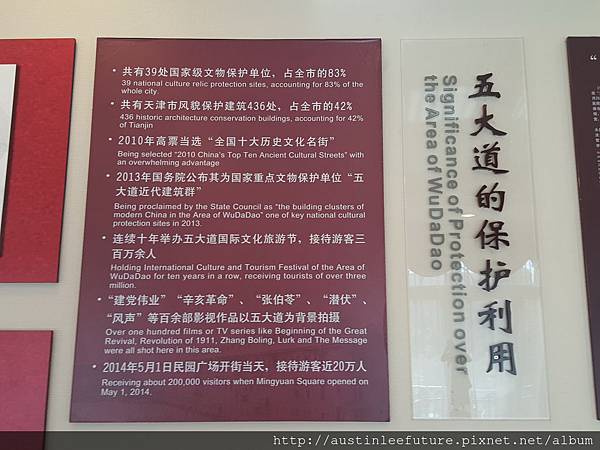 · 共有39处国家级文物保护单位，占全市的83%
39 national culture relic protection sites, accounting for 83% of the
whole city.
· 共有天津市风貌保护建筑436处，占全市的42%
436 historic architecture conservation buildings, accounting for 42%
of Tianjin
· 2010年高票当选“全国十大历史文化名街”
Being selected "2010 China's Top Ten Ancient Cultural Streets" with
an overwhelming advantage
· 2013年国务院公布其为国家重点文物保护单位“五
大道近代建筑群”
Being proclaimed by the State Council as "the building clusters of
modern China in the Area of WuDaDao" one of key national cultural
protection sites in 2013.
· 连续十年举办五大道国际文化旅游节，接待游客三
百万余人
Holding International Culture and Tourism Festival of the Area of
WuDaDao for ten years in a row, receiving tourists of over three
million.
· “建党伟业”“辛亥革命”、“张伯苓”、“潜伏”、
“风声”等百余部影视作品以五大道为背景拍摄
Over one hundred films or TV series like Beginning of the Great
Revival, Revolution of 1911, Zhang Boling, Lurk and The Message
were all shot here in this area.
· 2014年5月1日民园广场开街当天，接待游客近20万人
Receiving about 200,000 visitors when Mingyuan Square opened on
May 1, 2014.
五大道的保护利用
Significance of Protection over
the Area of WuDaDao
http://austinleefuture.pixnet.net/album